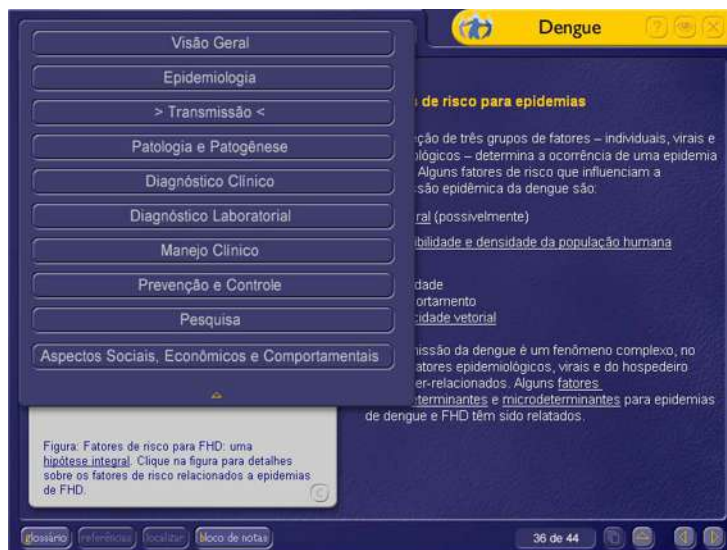 Visão Geral
Epidemiologia
> Transmissão <
Patologia e Patogênese
Diagnóstico Clínico
Diagnóstico Laboratorial
Manejo Clínico
Prevenção e Controle
Pesquisa
Aspectos Sociais, Econômicos e Comportamentais
Figura: Fatores de risco para FHD: uma
hipótese integral. Clique na figura para detalhes
sobre os fatores de risco relacionados a epidemias
de FHD.
Dengue
de risco para epidemias
ção de três grupos de fatores – individuais, virais e
ológicos – determina a ocorrência de uma epidemia
Alguns fatores de risco que influenciam a
são epidêmica da dengue são:
ral (possivelmente)
ibilidade e densidade da população humana
dade
ortamento
cidade vetorial
issão da dengue é um fenômeno complexo, no
atores epidemiológicos, virais e do hospedeiro
er-relacionados. Alguns fatores
eterminantes e microdeterminantes para epidemias
de dengue e FHD têm sido relatados.
glossário referências localizar bloco de notas 36 de 44